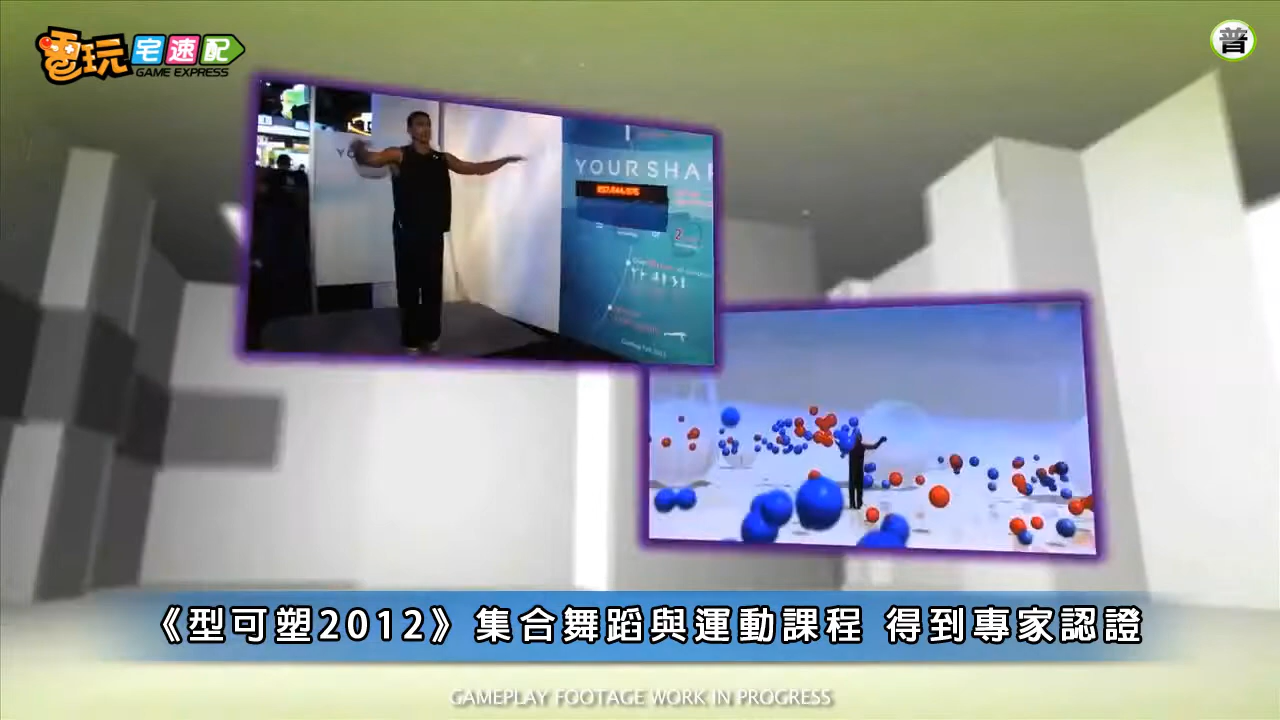 電玩宅速配
GAME EXPRESS
普
YOUR SHA
《型可塑2012》集合舞蹈與運動課程 得到專家認證
GAMEPLAY FOOTAGE WORK IN PROGRESS